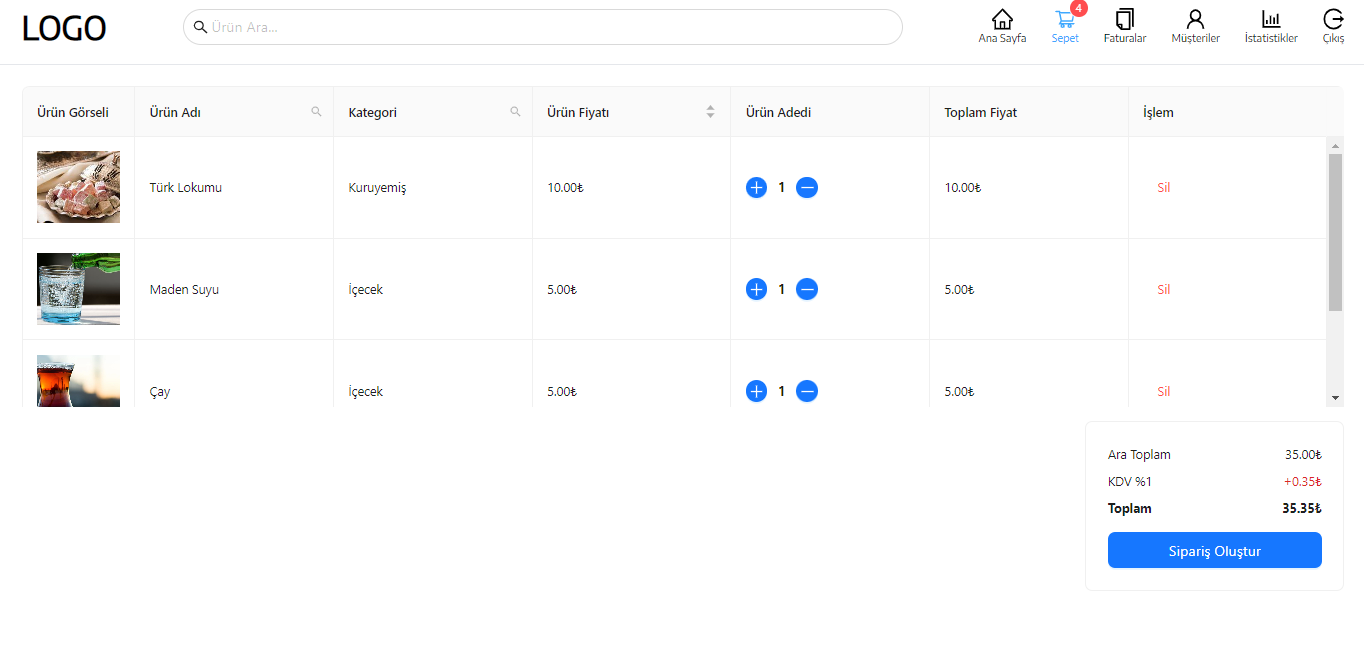 LOGO
Ürün Ara...
Ana Sayfa
4
Sepet
Faturalar
Müşteriler
İstatistikler
Çıkış
Ürün Görseli Ürün Adı Kategori Ürün Fiyatı Ürün Adedi Toplam Fiyat İşlem
Türk Lokumu Kuruyemiş 10.00₺ 1 10.00₺ Sil
Maden Suyu İçecek 5.00₺ 1 5.00₺ Sil
Çay İçecek 5.00₺ 1 5.00₺ Sil
Ara Toplam 35.00₺
KDV %1 +0.35₺
Toplam 35.35₺
Sipariş Oluştur